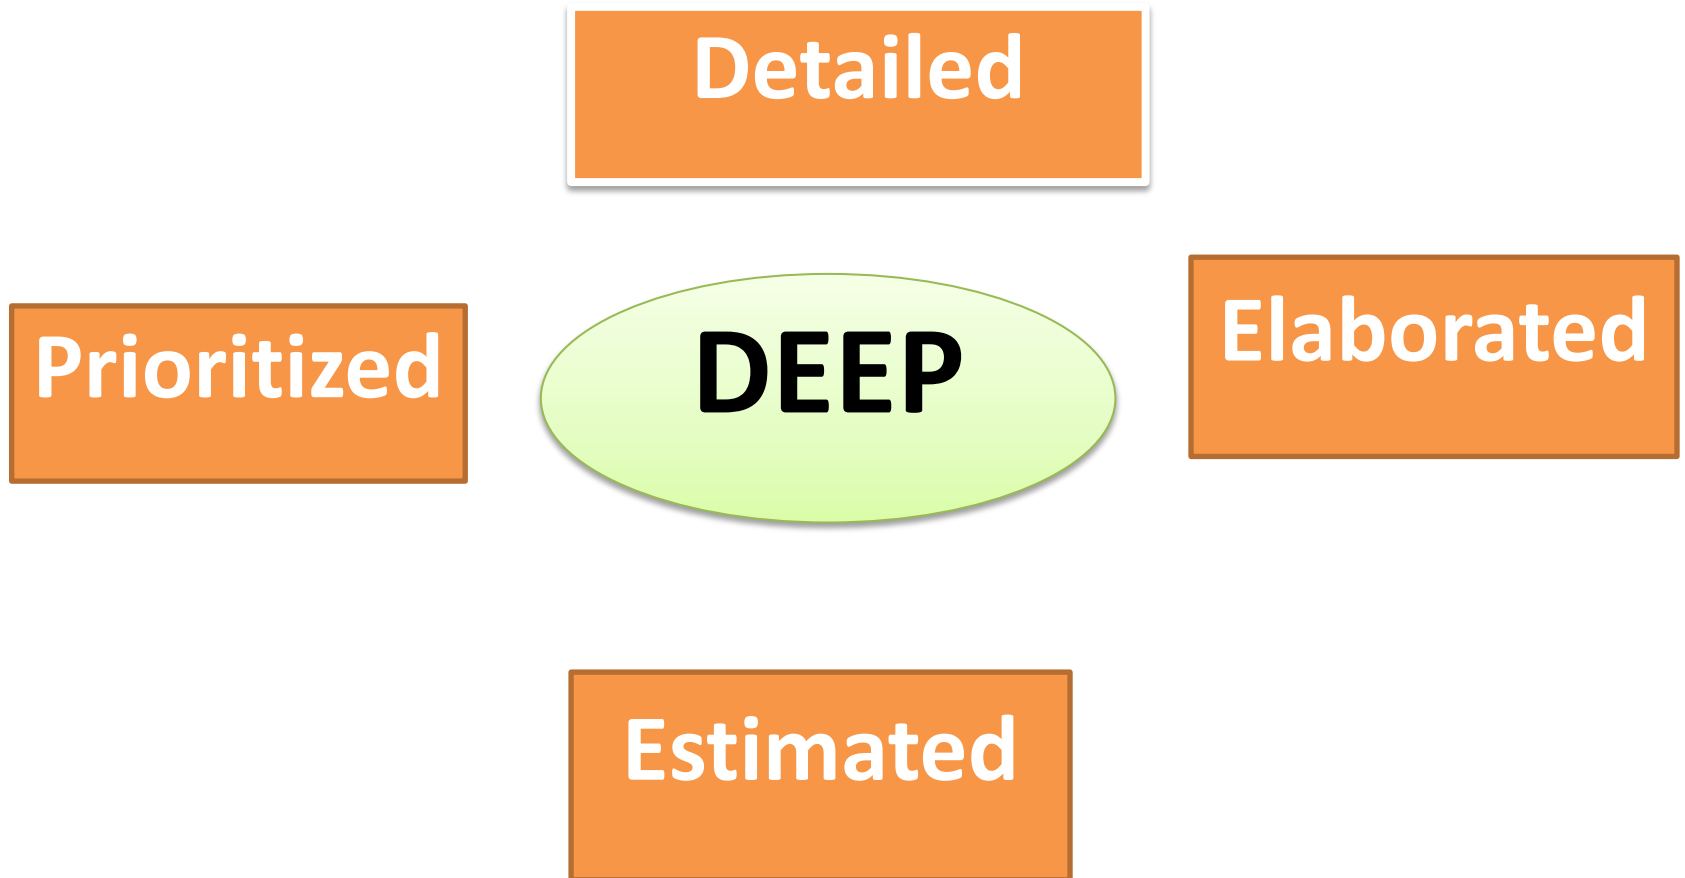 Detailed
Elaborated
Prioritized
DEEP
Estimated